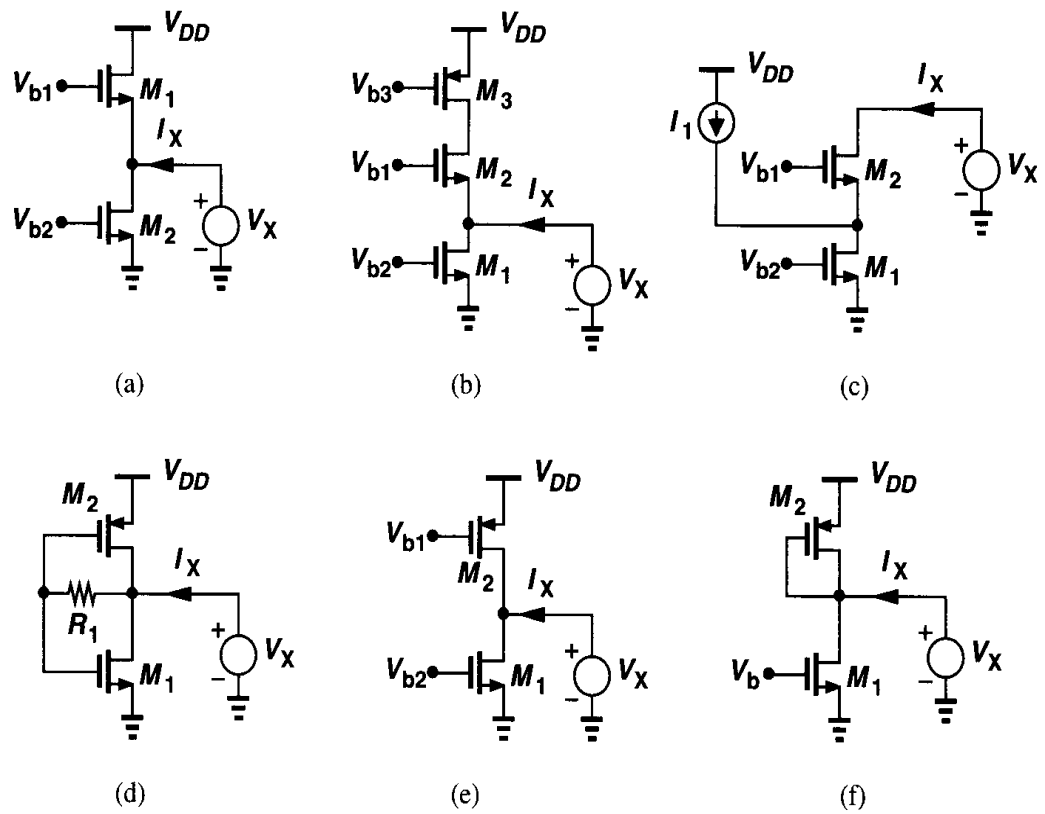 V_DD
V_b1
M_1
I_X
V_b2
M_2
+
−
V_X
(a)
V_DD
V_b3
M_3
V_b1
M_2
I_X
V_b2
M_1
+
−
V_X
(b)
V_DD
I_1
I_X
V_b1
M_2
+
−
V_X
V_b2
M_1
(c)
V_DD
M_2
I_X
R_1
M_1
+
−
V_X
(d)
V_DD
V_b1
M_2
I_X
V_b2
M_1
+
−
V_X
(e)
V_DD
M_2
I_X
V_b
M_1
+
−
V_X
(f)